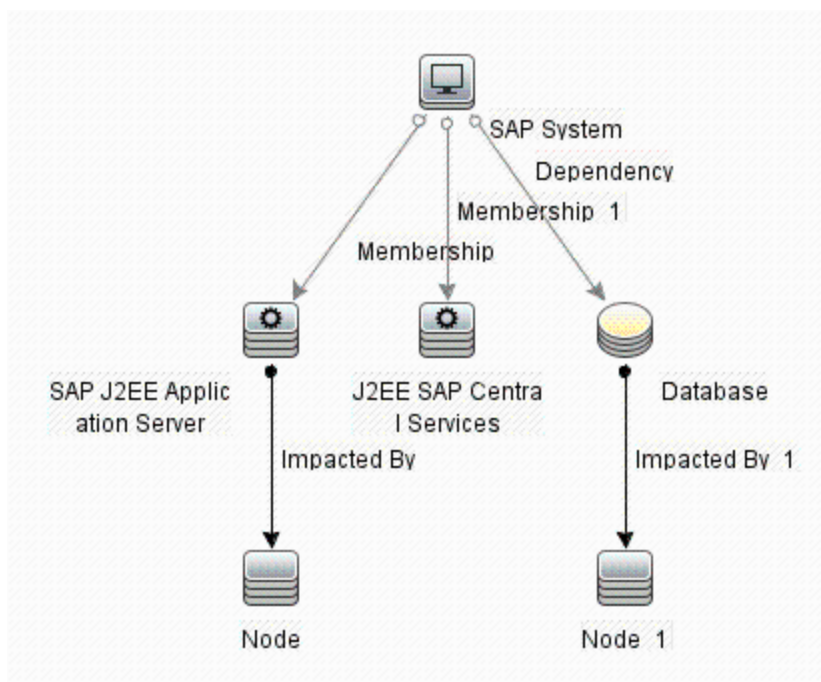 SAP System
Dependency
Membership 1
Membership
SAP J2EE Applic
ation Server
J2EE SAP Centra
l Services
Database
Impacted By
Impacted By 1
Node
Node 1